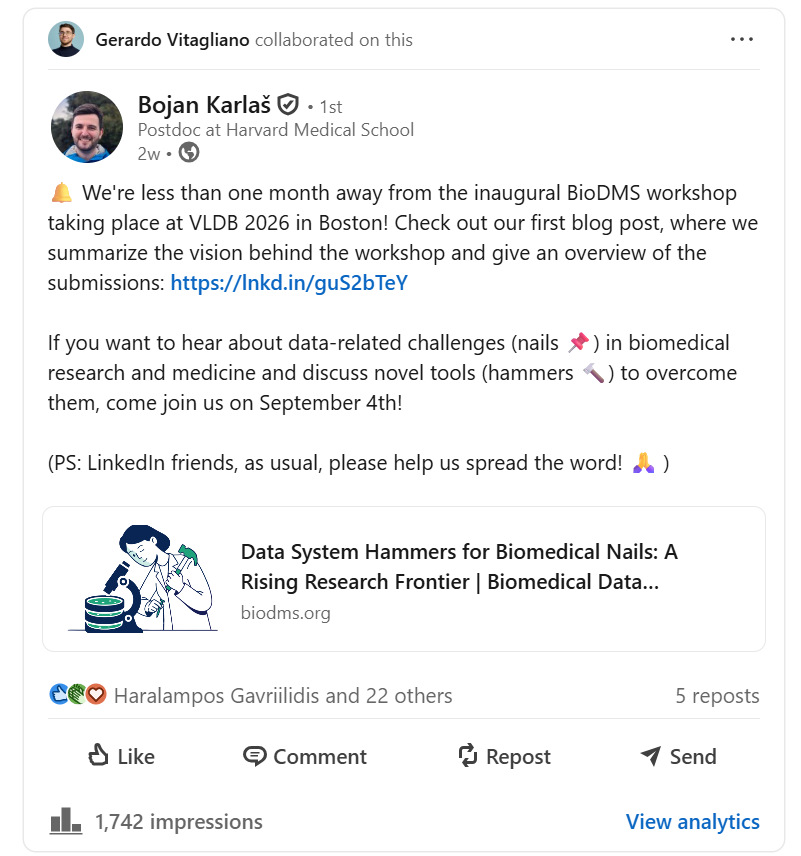 Gerardo Vitagliano collaborated on this
Bojan Karlaš • 1st
Postdoc at Harvard Medical School
2w •
🔔 We're less than one month away from the inaugural BioDMS workshop
taking place at VLDB 2026 in Boston! Check out our first blog post, where we
summarize the vision behind the workshop and give an overview of the
submissions: https://lnkd.in/guS2bTeY
If you want to hear about data-related challenges (nails 📌) in biomedical
research and medicine and discuss novel tools (hammers 🔨) to overcome
them, come join us on September 4th!
(PS: LinkedIn friends, as usual, please help us spread the word! 🙏 )
Data System Hammers for Biomedical Nails: A
Rising Research Frontier | Biomedical Data...
biodms.org
Haralampos Gavriilidis and 22 others 5 reposts
Like Comment Repost Send
1,742 impressions View analytics